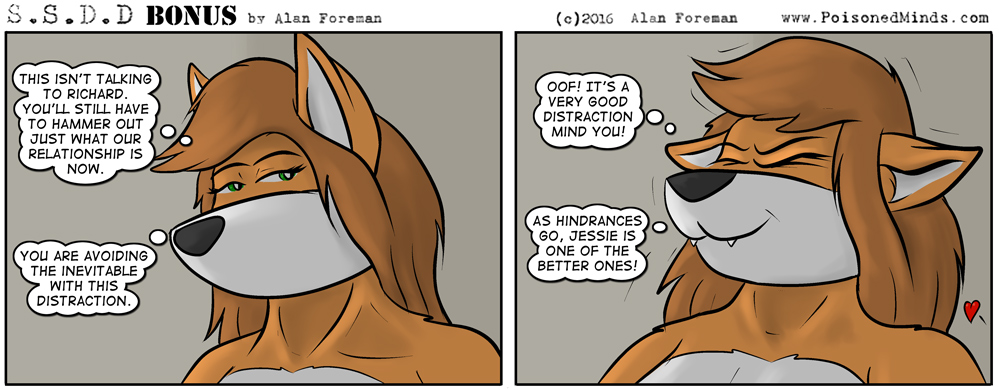 S.S.D.D BONUS by Alan Foreman
(c)2016 Alan Foreman www.PoisonedMinds.com
THIS ISN'T TALKING
TO RICHARD.
YOU'LL STILL HAVE
TO HAMMER OUT
JUST WHAT OUR
RELATIONSHIP IS
NOW.
YOU ARE AVOIDING
THE INEVITABLE
WITH THIS
DISTRACTION.
OOF! IT'S A
VERY GOOD
DISTRACTION
MIND YOU!
AS HINDRANCES
GO, JESSIE IS
ONE OF THE
BETTER ONES!